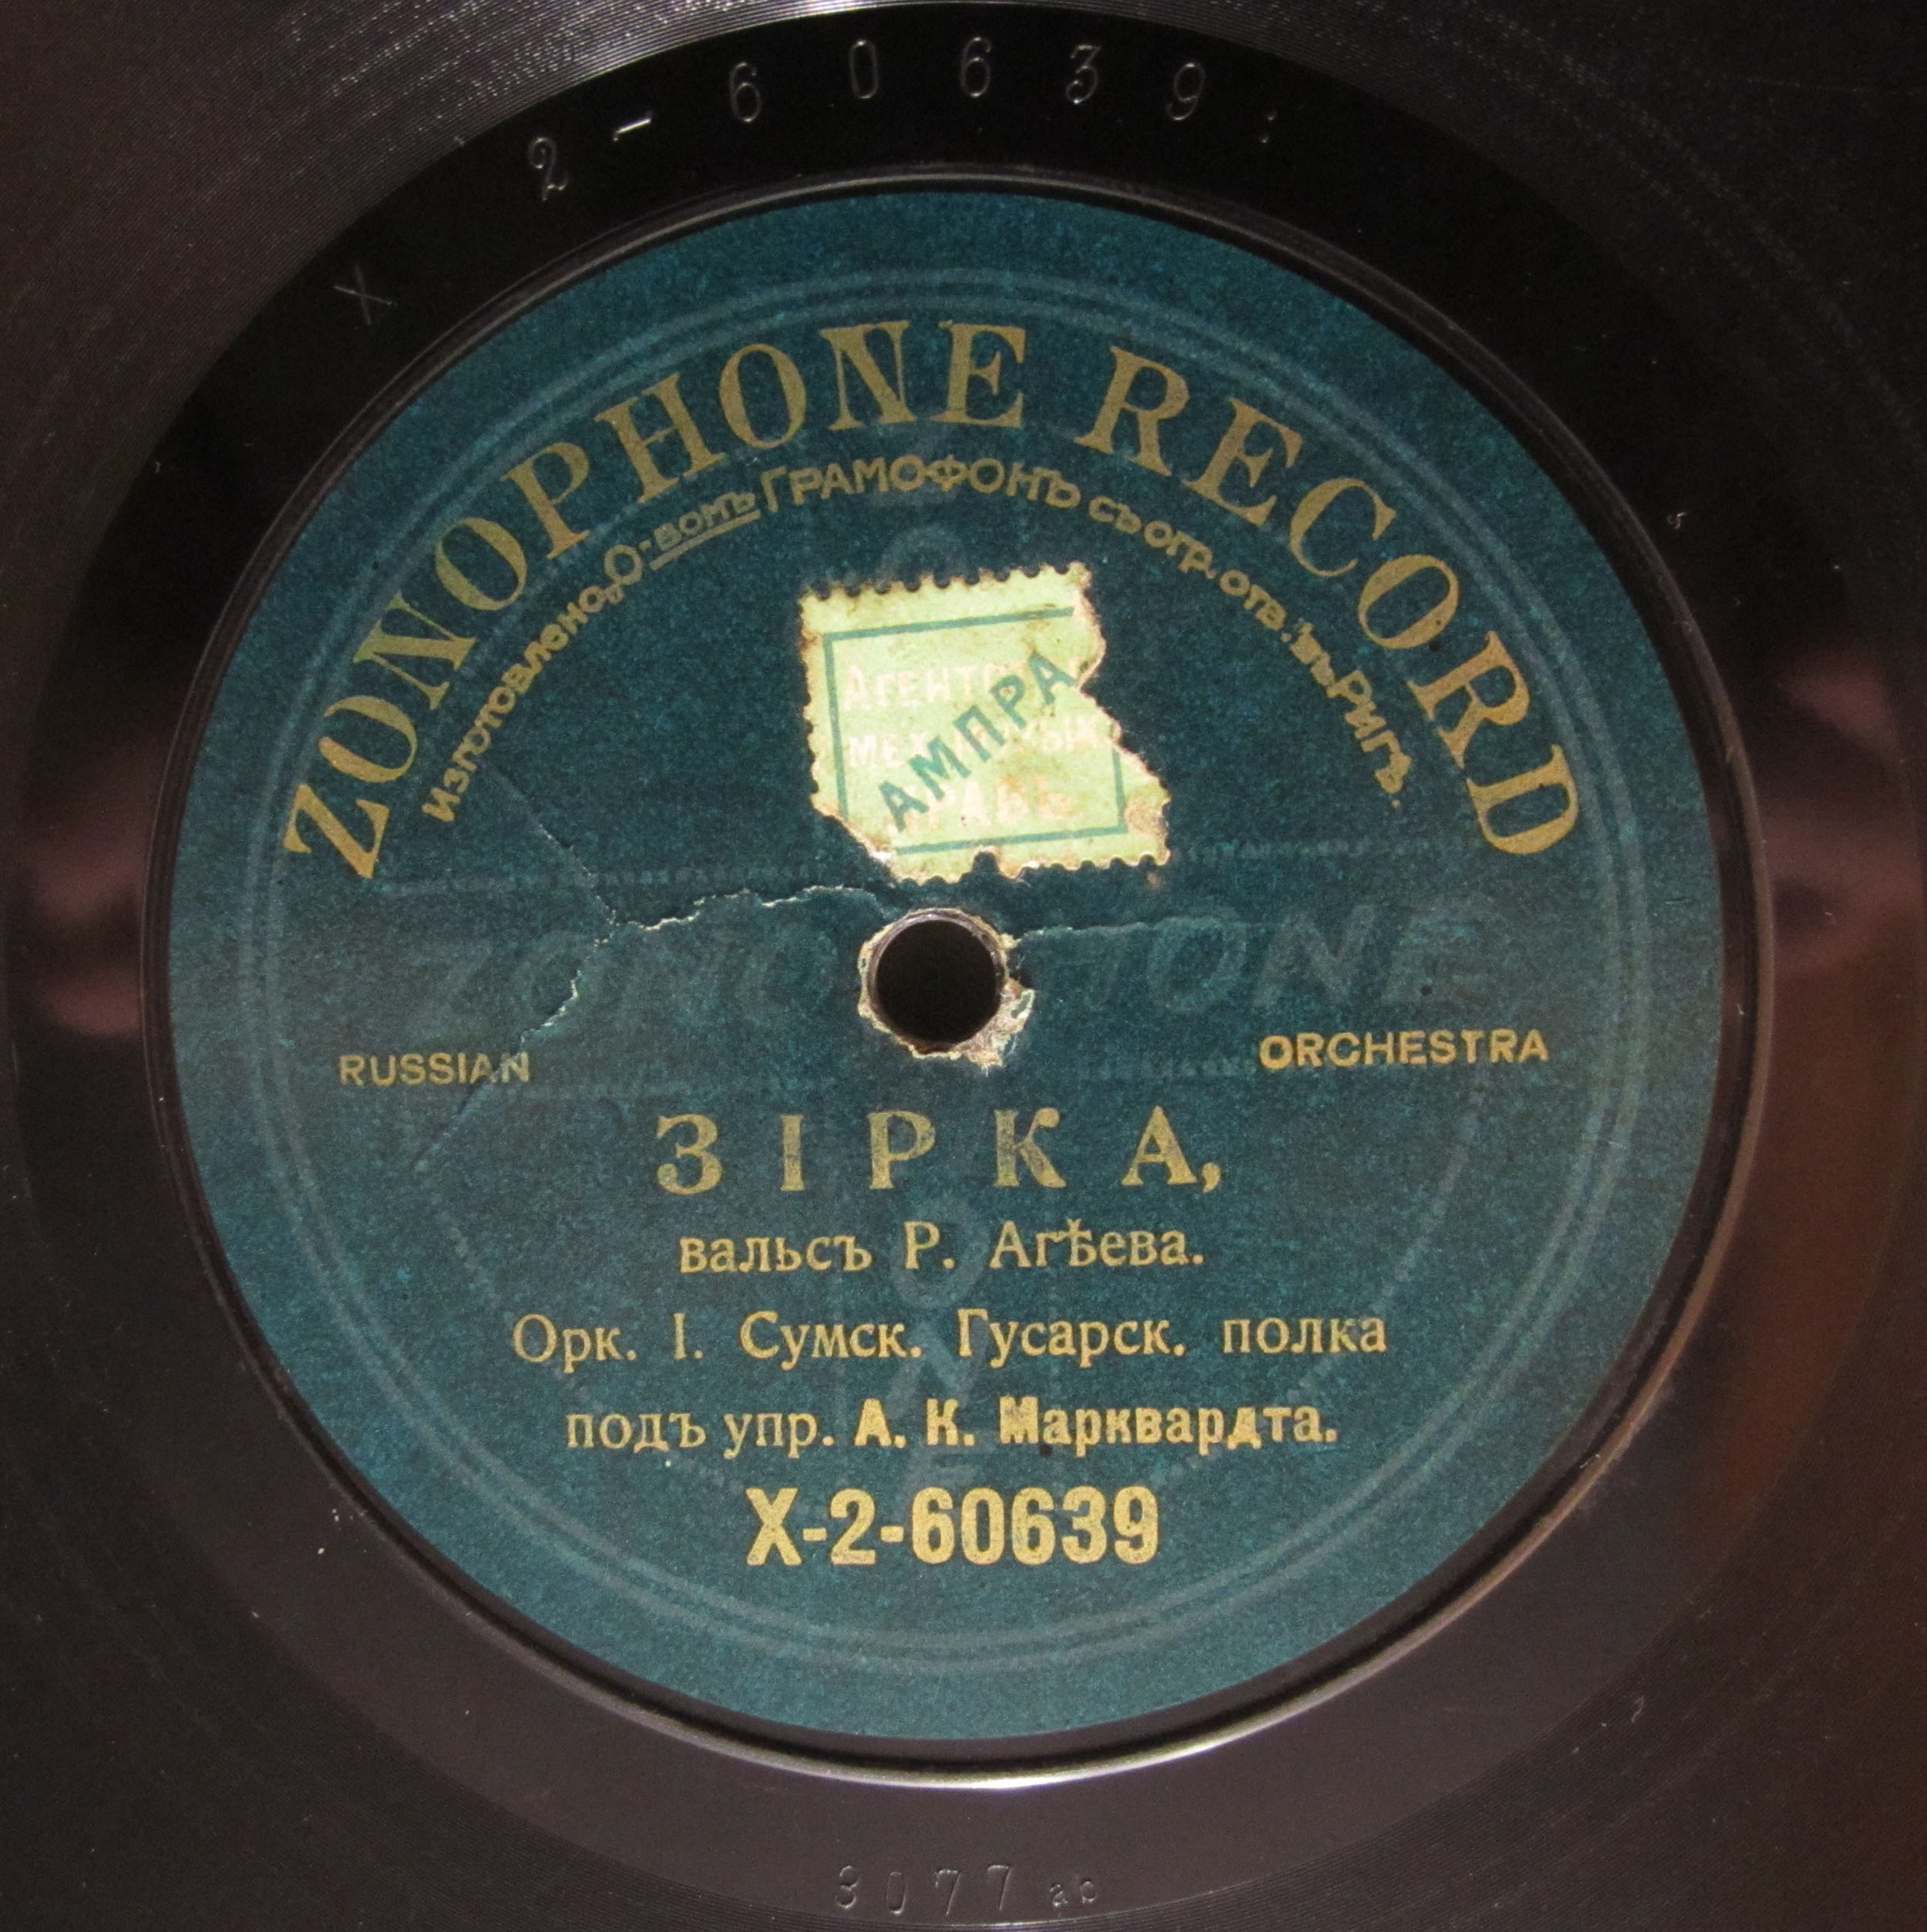 X 2-60639
ZONOPHONE RECORD
Изготовлено „О-вомъ Грамофонъ съ огр. отв.“ въ Ригѣ.
АМПРА
ZONOPHONE
RUSSIAN ORCHESTRA
ЗІРКА,
вальсъ Р. Агѣева.
Орк. I. Сумск. Гусарск. полка
подъ упр. А. К. Марквардта.
X-2-60639
3077 ab